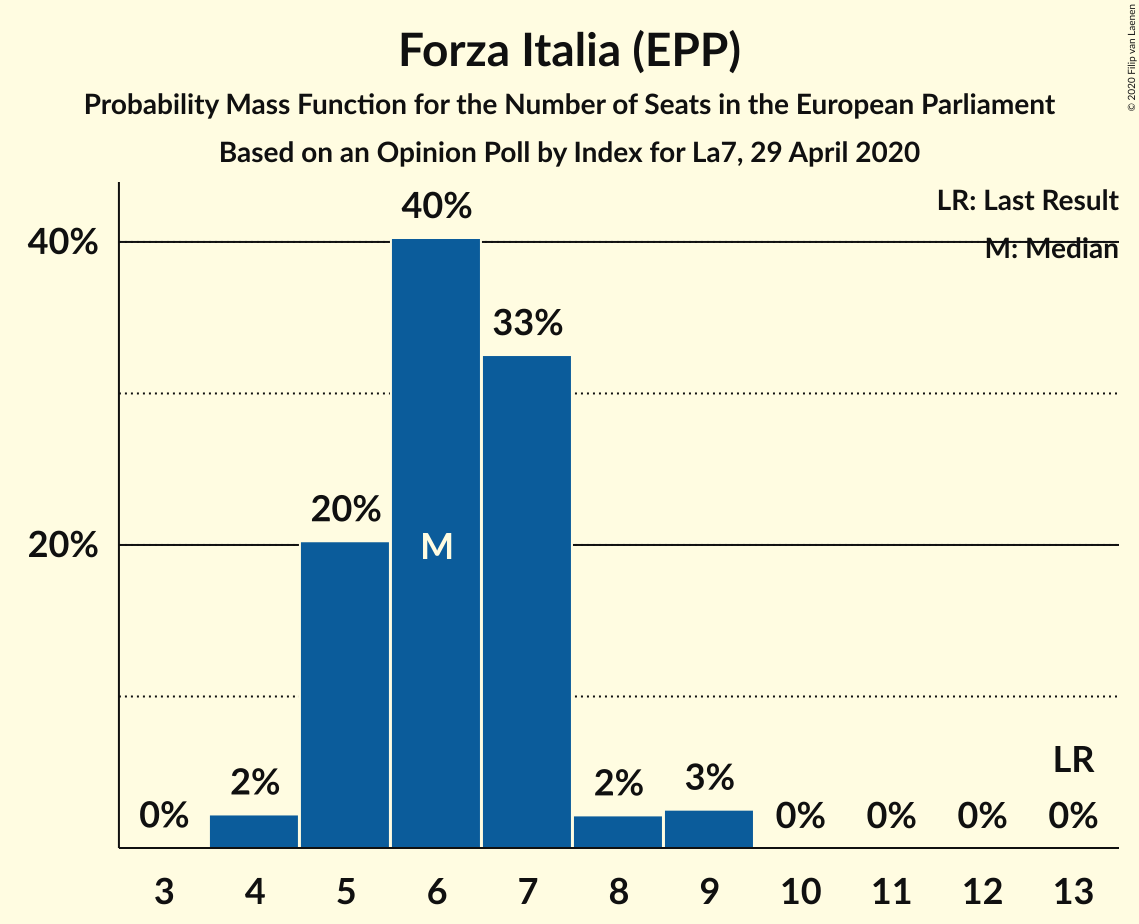 Forza Italia (EPP)
Probability Mass Function for the Number of Seats in the European Parliament
Based on an Opinion Poll by Index for La7, 29 April 2020
© 2020 Filip van Laenen
LR: Last Result
M: Median
40%
20%
0%
2%
20%
40%
M
33%
2%
3%
0%
0%
0%
LR
0%
3 4 5 6 7 8 9 10 11 12 13